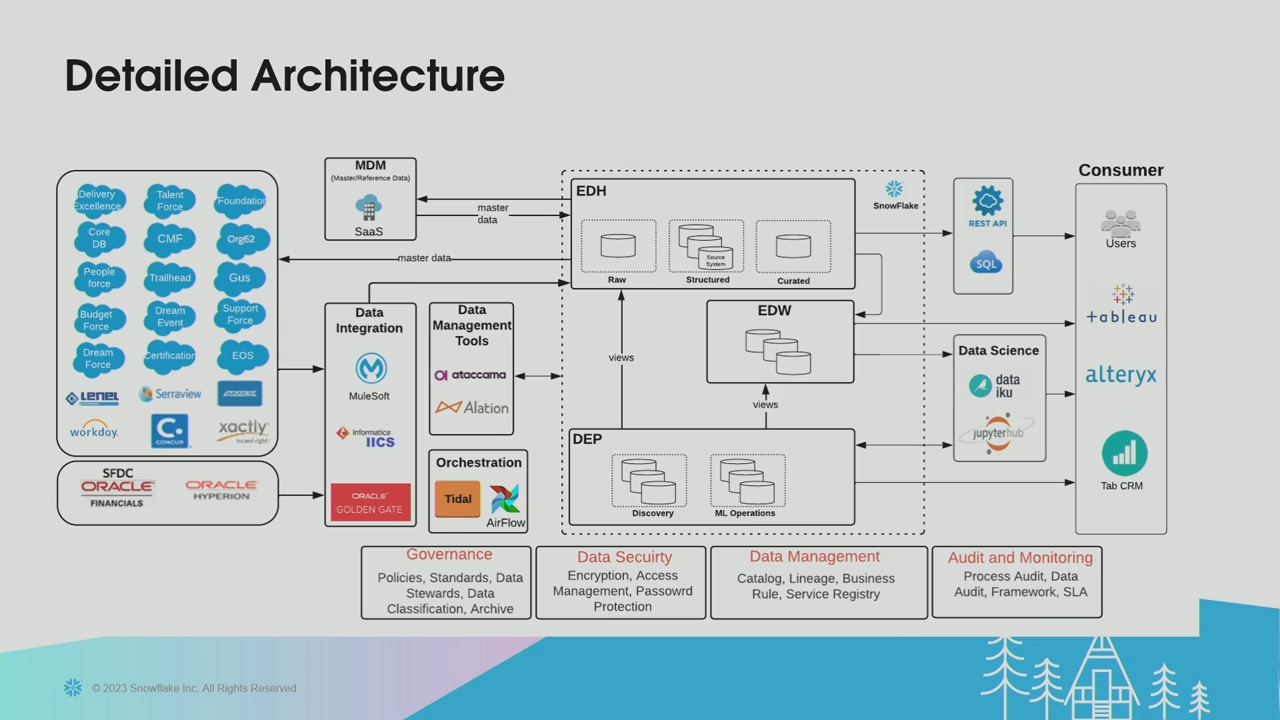 Detailed Architecture
Delivery
Excellence
Talent
Force
Foundation
Core
DB
CMF
Org62
People
force
Trailhead
Gus
Budget
Force
Dream
Event
Support
Force
Dream
Force
Certification
EOS
LENEL
Serraview
AMEX
workday.
C.
CONCUR
xactly
incent right
SFDC
ORACLE
FINANCIALS
ORACLE
HYPERION
MDM
(Master/Reference Data)
SaaS
master
data
master data
Data
Integration
MuleSoft
Informatica
IICS
ORACLE
GOLDEN GATE
Data
Management
Tools
ataccama
Alation
Orchestration
Tidal
AirFlow
EDH
Raw
Source
System
Structured
Curated
SnowFlake
EDW
views
views
DEP
Discovery
ML Operations
REST API
SQL
Data Science
data
iku
jupyterhub
Consumer
Users
+ableau
alteryx
Tab CRM
Governance
Policies, Standards, Data
Stewards, Data
Classification, Archive
Data Secuirty
Encryption, Access
Management, Passowrd
Protection
Data Management
Catalog, Lineage, Business
Rule, Service Registry
Audit and Monitoring
Process Audit, Data
Audit, Framework, SLA
© 2023 Snowflake Inc. All Rights Reserved